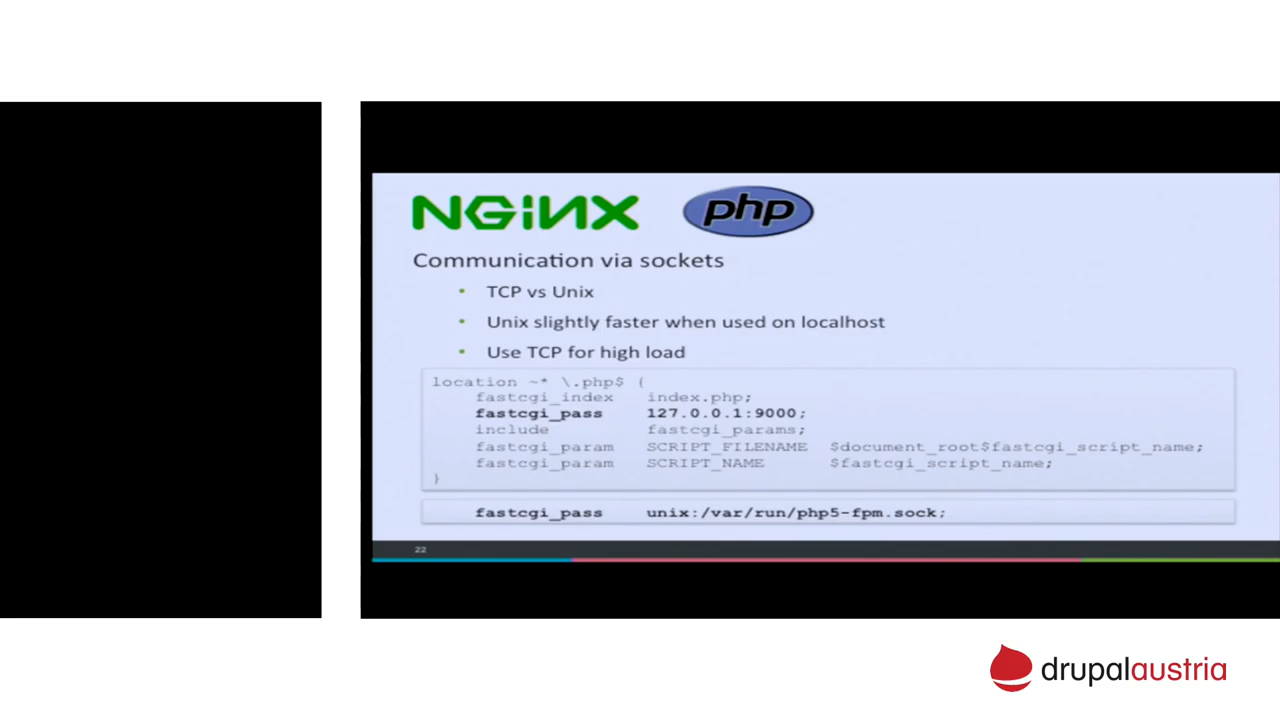 NGiNX php
Communication via sockets
• TCP vs Unix
• Unix slightly faster when used on localhost
• Use TCP for high load
location ~* \.php$ {
fastcgi_index index.php;
fastcgi_pass 127.0.0.1:9000;
include fastcgi_params;
fastcgi_param SCRIPT_FILENAME $document_root$fastcgi_script_name;
fastcgi_param SCRIPT_NAME $fastcgi_script_name;
}
fastcgi_pass unix:/var/run/php5-fpm.sock;
22
drupalaustria